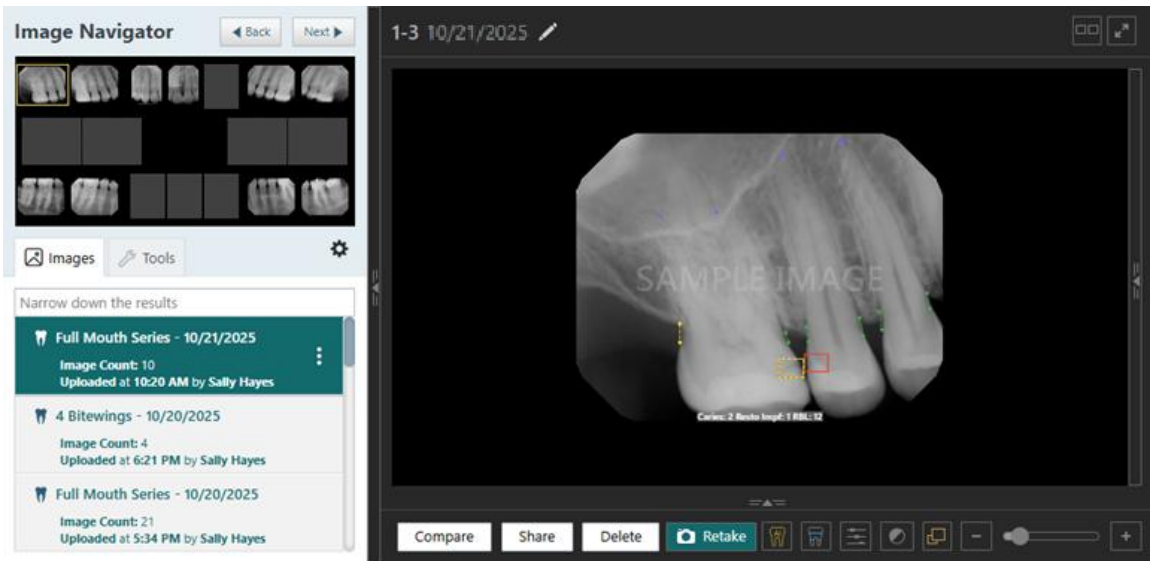 Image Navigator
Back
Next
Images
Tools
Narrow down the results
Full Mouth Series - 10/21/2025
Image Count: 10
Uploaded at 10:20 AM by Sally Hayes
4 Bitewings - 10/20/2025
Image Count: 4
Uploaded at 6:21 PM by Sally Hayes
Full Mouth Series - 10/20/2025
Image Count: 21
Uploaded at 5:34 PM by Sally Hayes
1-3 10/21/2025
SAMPLE IMAGE
Caries: 2 Resto Impf: 1 RBL: 12
Compare
Share
Delete
Retake